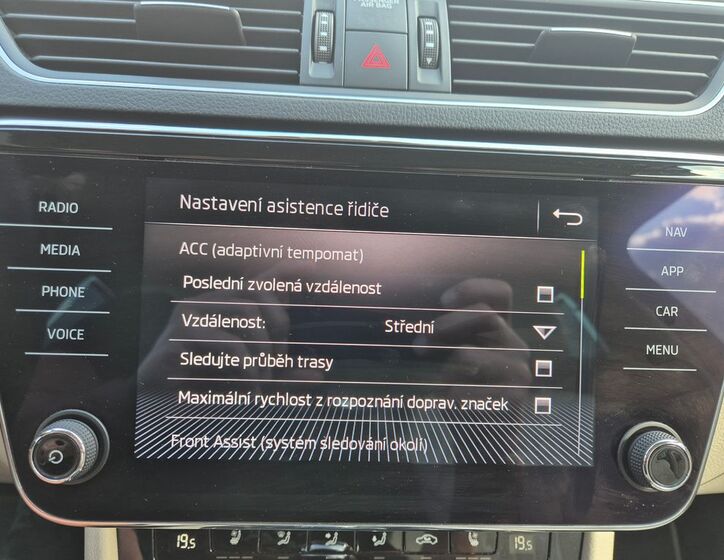 PASSENGER
AIR BAG
RADIO
MEDIA
PHONE
VOICE
Nastavení asistence řidiče
ACC (adaptivní tempomat)
Poslední zvolená vzdálenost
Vzdálenost: Střední
Sledujte průběh trasy
Maximální rychlost z rozpoznání doprav. značek
Front Assist (systém sledování okolí)
NAV
APP
CAR
MENU
19.5 19.5